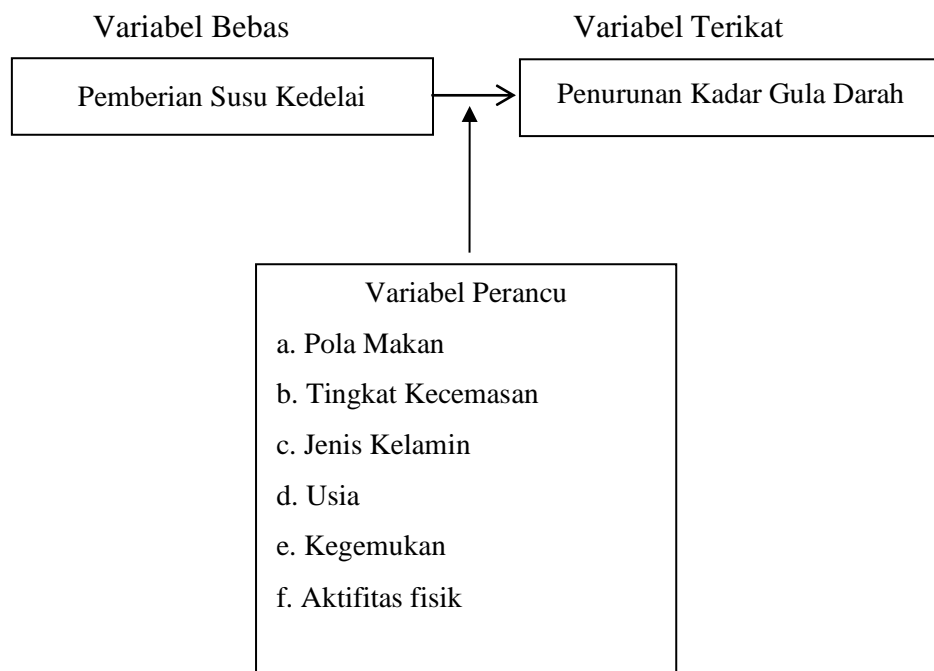 Variabel Bebas
Variabel Terikat
Pemberian Susu Kedelai
Penurunan Kadar Gula Darah
Variabel Perancu
a. Pola Makan
b. Tingkat Kecemasan
c. Jenis Kelamin
d. Usia
e. Kegemukan
f. Aktifitas fisik